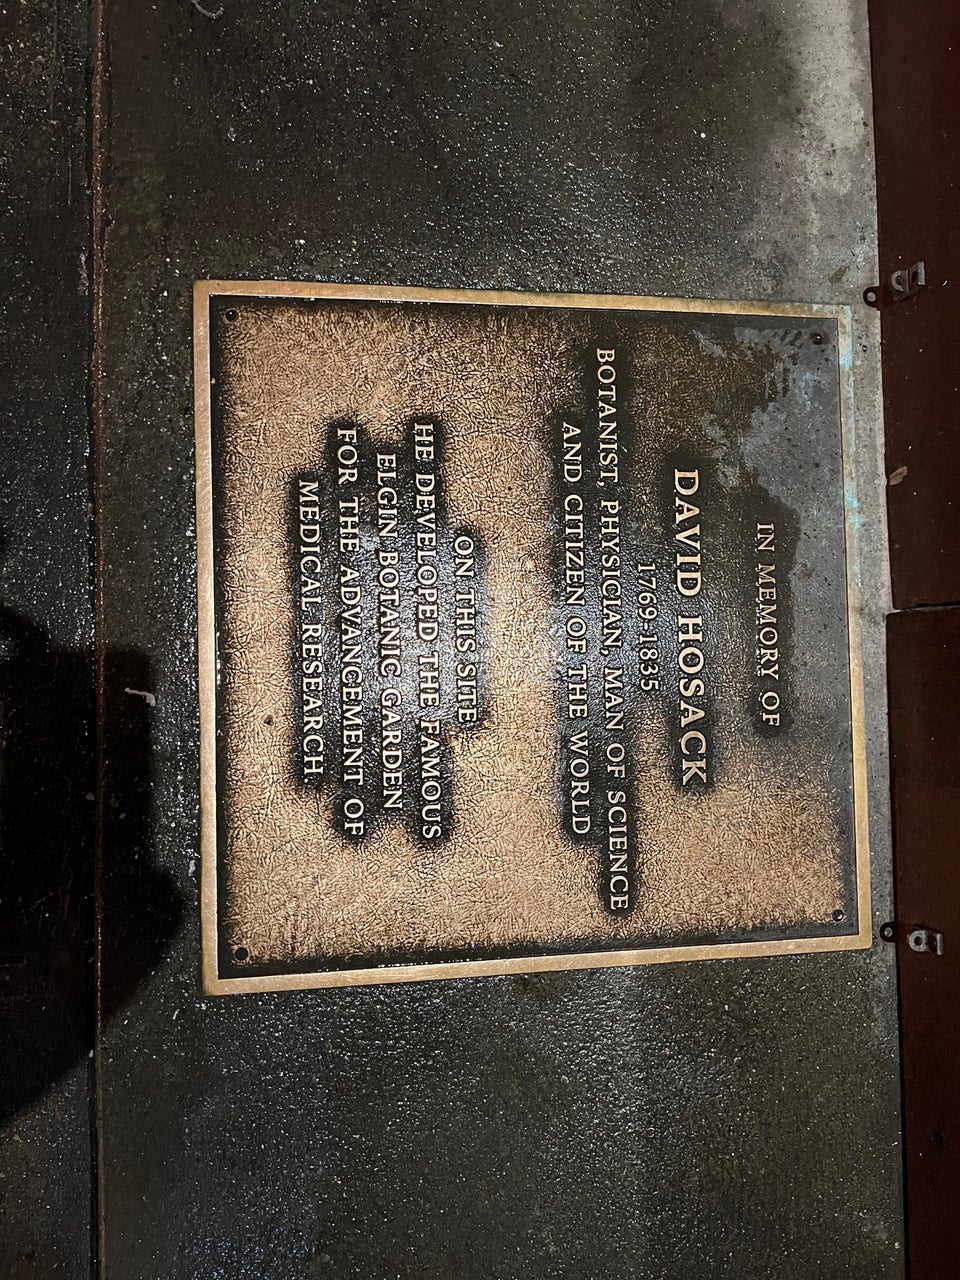 IN MEMORY OF
DAVID HOSACK
1769-1835
BOTANIST, PHYSICIAN, MAN OF SCIENCE
AND CITIZEN OF THE WORLD
ON THIS SITE
HE DEVELOPED THE FAMOUS
ELGIN BOTANIC GARDEN
FOR THE ADVANCEMENT OF
MEDICAL RESEARCH